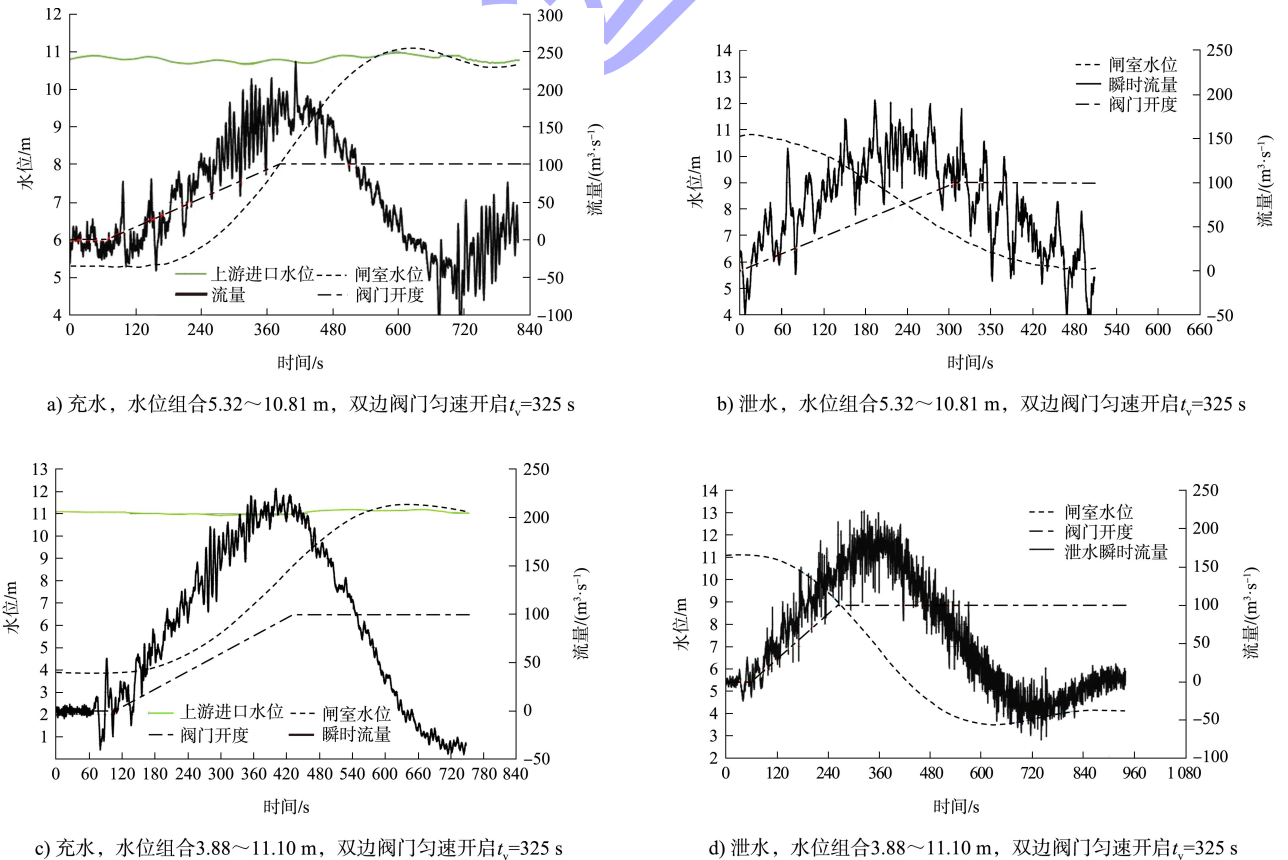 12
11
10
9
8
7
6
5
4
水位/m
300
250
200
150
100
50
0
−50
−100
流量/(m³·s⁻¹)
上游进口水位
闸室水位
流量
阀门开度
0 120 240 360 480 600 720 840
时间/s
a) 充水，水位组合5.32～10.81 m，双边阀门匀速开启tᵥ=325 s
14
13
12
11
10
9
8
7
6
5
4
水位/m
250
200
150
100
50
0
−50
流量/(m³·s⁻¹)
闸室水位
瞬时流量
阀门开度
0 60 120 180 240 300 350 420 480 540 600 660
时间/s
b) 泄水，水位组合5.32～10.81 m，双边阀门匀速开启tᵥ=325 s
13
12
11
10
9
8
7
6
5
4
3
2
1
水位/m
250
200
150
100
50
0
−50
流量/(m³·s⁻¹)
上游进口水位
闸室水位
阀门开度
瞬时流量
0 60 120 180 240 300 360 420 480 540 600 660 720 780 840
时间/s
c) 充水，水位组合3.88～11.10 m，双边阀门匀速开启tᵥ=325 s
14
13
12
11
10
9
8
7
6
5
4
3
2
水位/m
250
200
150
100
50
0
−50
−100
流量/(m³·s⁻¹)
闸室水位
阀门开度
泄水瞬时流量
0 120 240 360 480 600 720 840 960 1 080
时间/s
d) 泄水，水位组合3.88～11.10 m，双边阀门匀速开启tᵥ=325 s